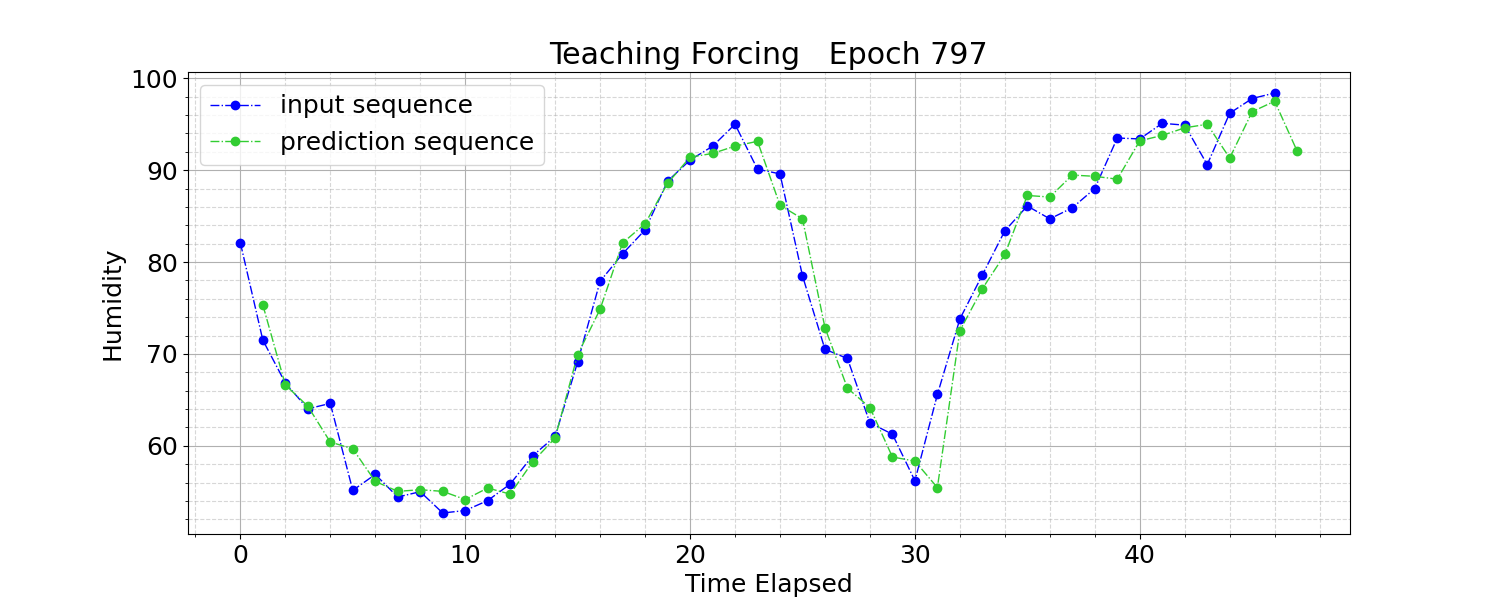 Teaching Forcing   Epoch 797
input sequence
prediction sequence
Humidity
100
90
80
70
60
0 10 20 30 40
Time Elapsed